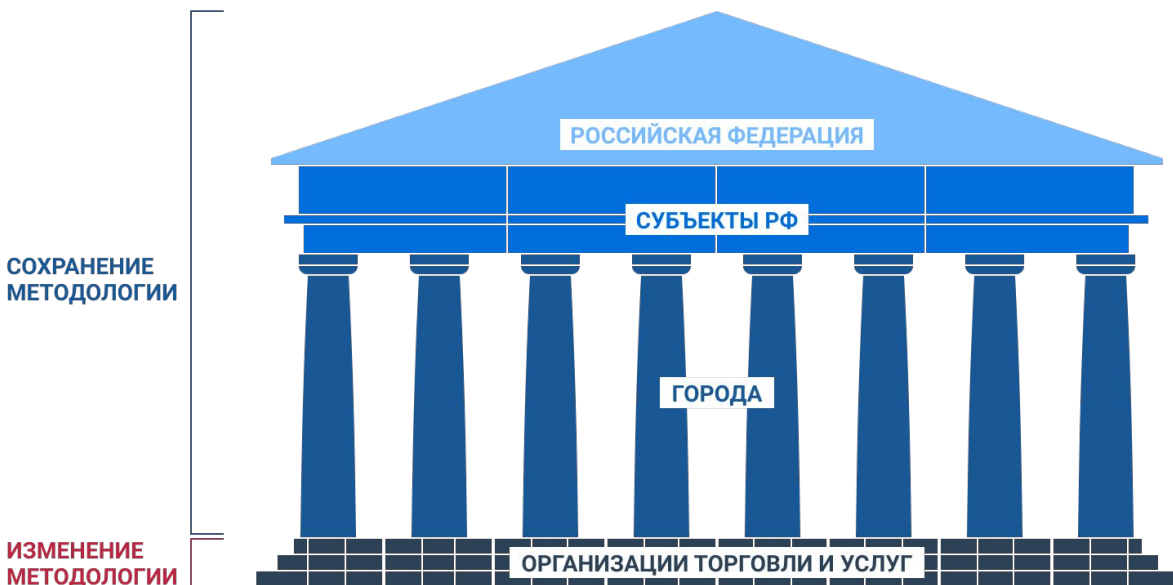 РОССИЙСКАЯ ФЕДЕРАЦИЯ
СУБЪЕКТЫ РФ
СОХРАНЕНИЕ
МЕТОДОЛОГИИ
ГОРОДА
ИЗМЕНЕНИЕ
МЕТОДОЛОГИИ
ОРГАНИЗАЦИИ ТОРГОВЛИ И УСЛУГ